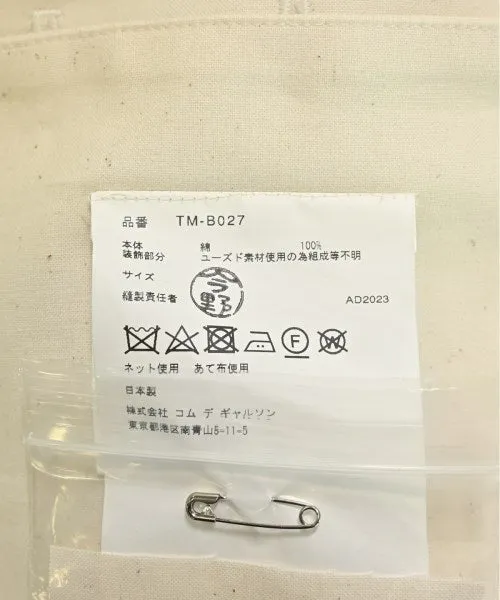 品番 TM-B027
本体 綿 100%
装飾部分 ユーズド素材使用の為組成等不明
サイズ
縫製責任者 今野 AD2023
F W
ネット使用 あて布使用
日本製
株式会社 コム デ ギャルソン
東京都港区南青山5-11-5